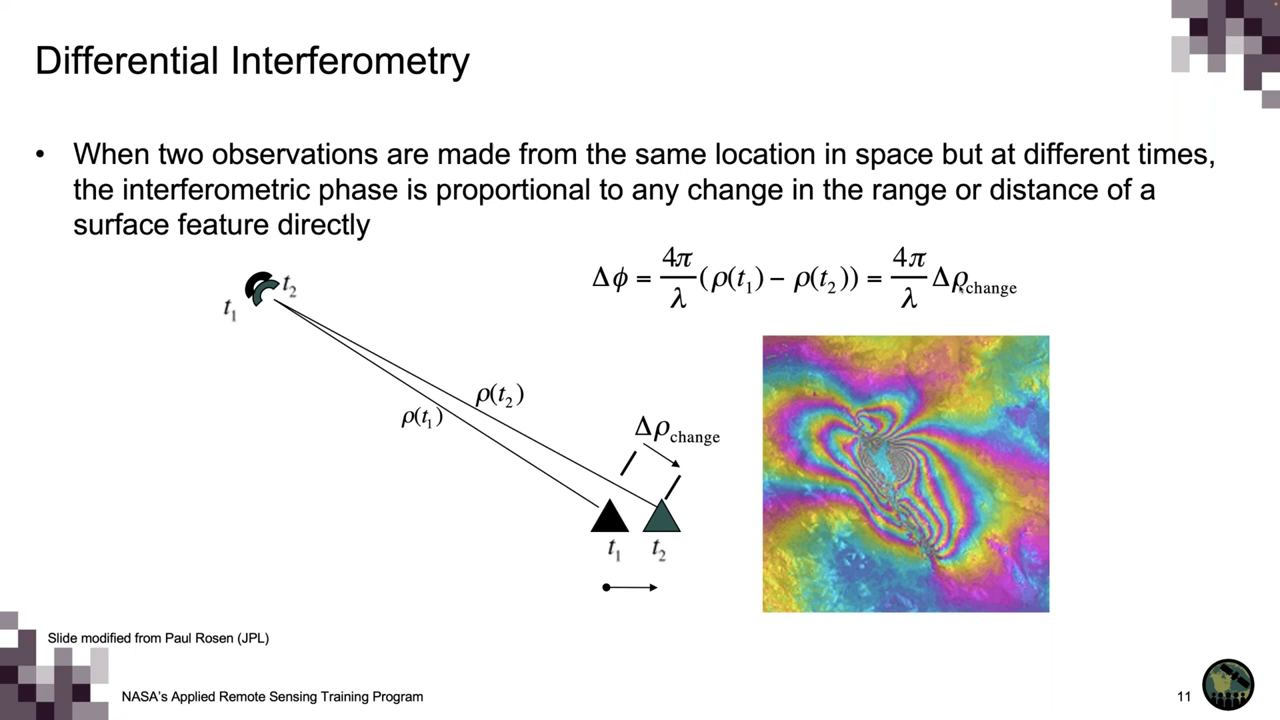 Differential Interferometry
• When two observations are made from the same location in space but at different times,
the interferometric phase is proportional to any change in the range or distance of a
surface feature directly
Δϕ = 4π/λ (ρ(t₁) − ρ(t₂)) = 4π/λ Δρchange
t₂
t₁
ρ(t₂)
ρ(t₁)
Δρchange
t₁ t₂
Slide modified from Paul Rosen (JPL)
NASA's Applied Remote Sensing Training Program
11